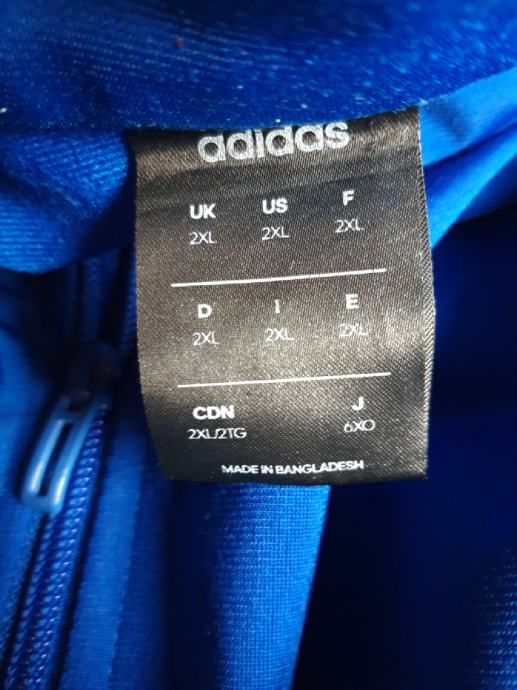 adidas
UK US F
2XL 2XL 2XL
D I E
2XL 2XL 2XL
CDN J
2XL/2TG 6XO
MADE IN BANGLADESH